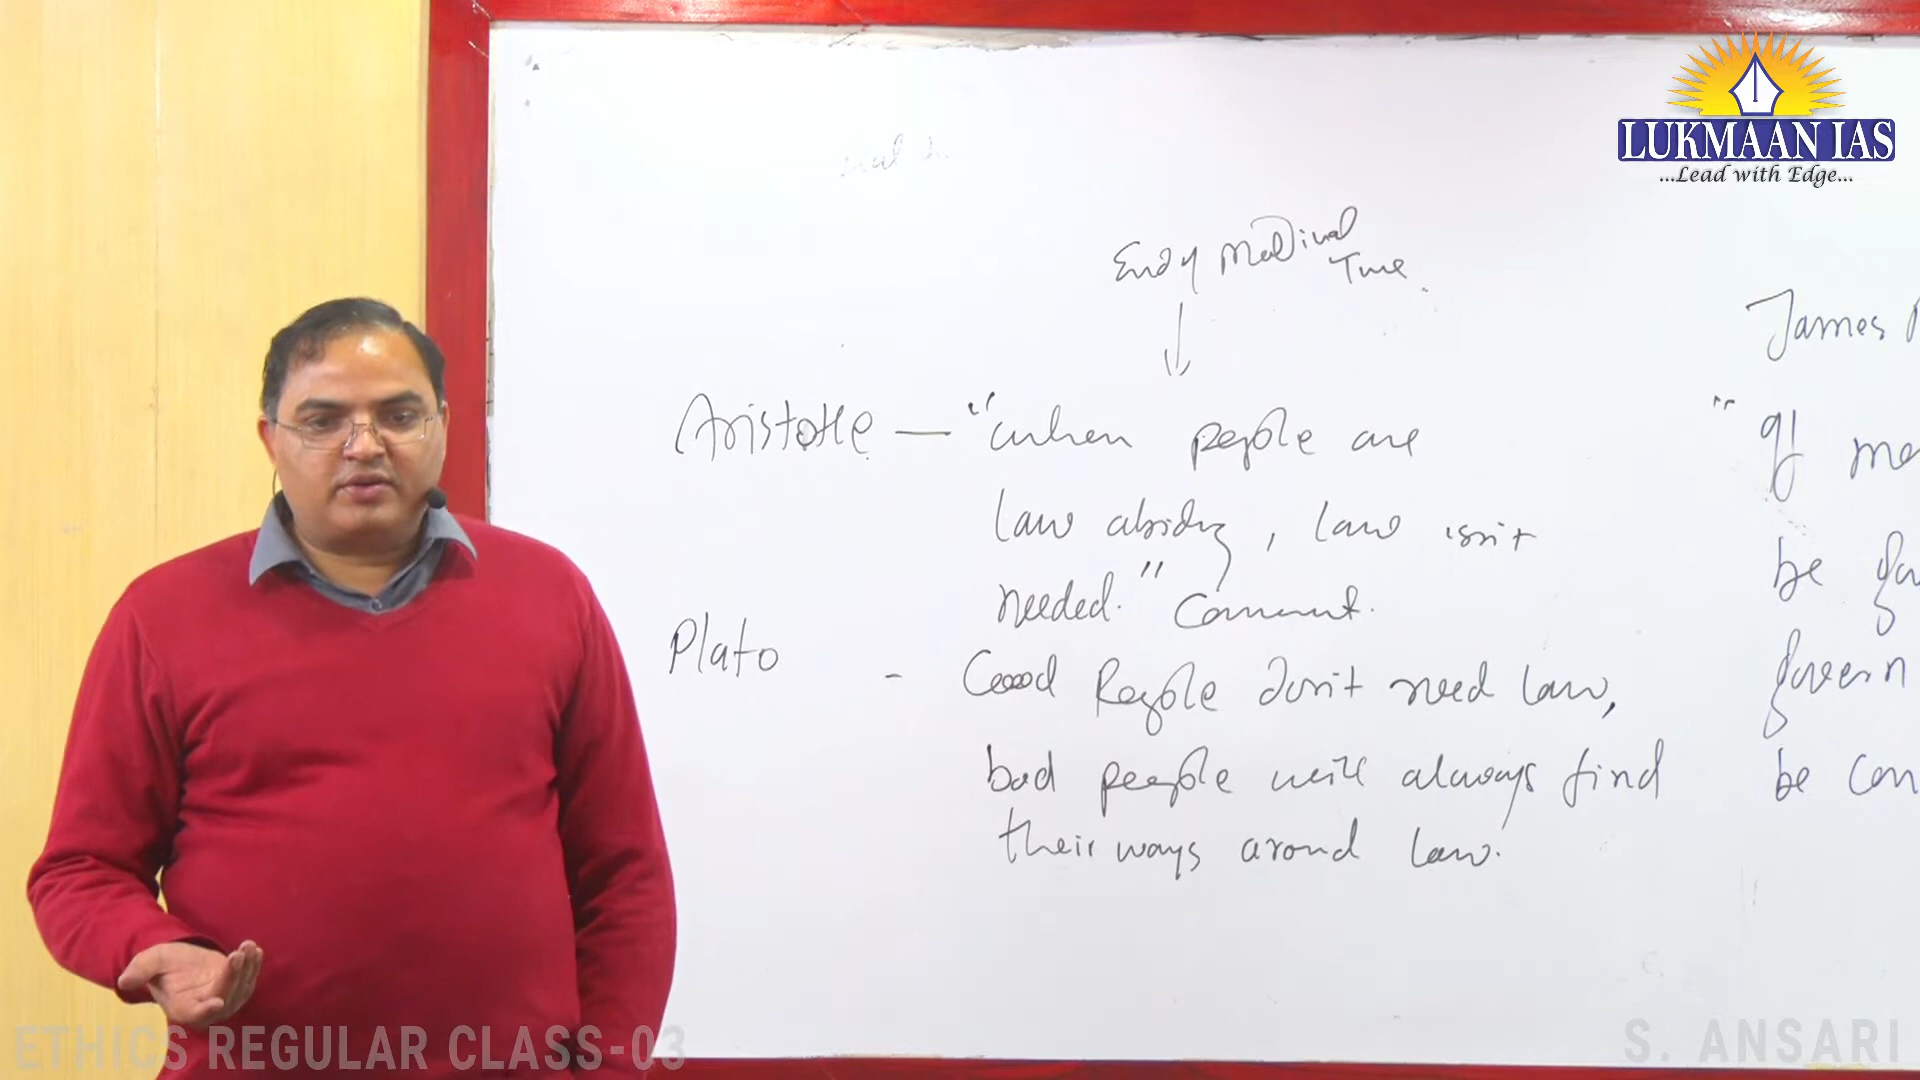 LUKMAAN IAS
...Lead with Edge...
End of Medival
Time
James
Aristotle — "when people are
law abiding, law isn't
needed." Comment.
Plato
- Good People don't need law,
bad people will always find
their ways around law.
" If
be
govern
be con
ETHICS REGULAR CLASS-03
S. ANSARI